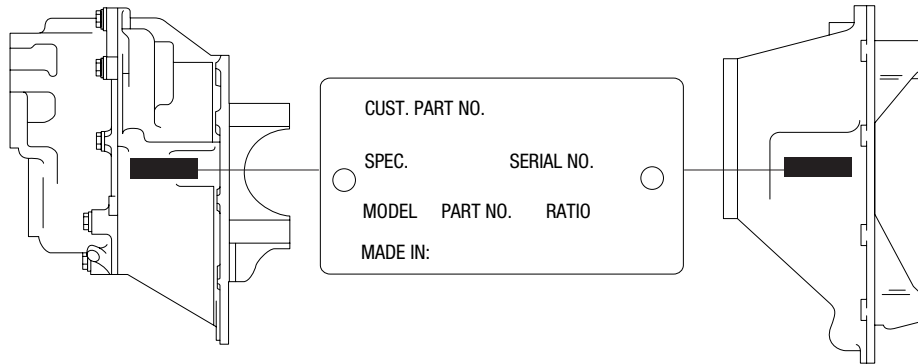 CUST. PART NO.
SPEC. SERIAL NO.
MODEL PART NO. RATIO
MADE IN: